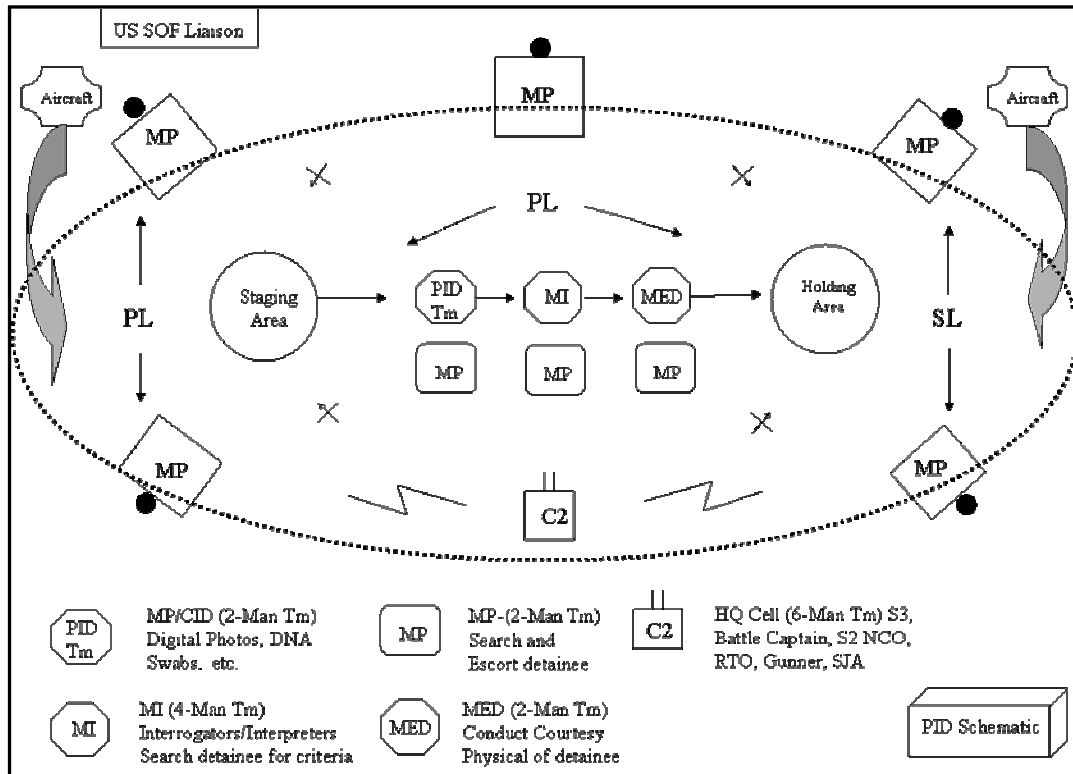 US SOF Liaison
Aircraft
MP
MP
MP
Aircraft
PL
PL
SL
Staging
Area
PID
Tm
MI
MED
Holding
Area
MP
MP
MP
MP
MP
C2
PID
Tm
MP/CID (2-Man Tm)
Digital Photos, DNA
Swabs. etc.
MP
MP-(2-Man Tm)
Search and
Escort detainee
C2
HQ Cell (6-Man Tm) S3,
Battle Captain, S2 NCO,
RTO, Gunner, SJA
MI
MI (4-Man Tm)
Interrogators/Interpreters
Search detainee for criteria
MED
MED (2-Man Tm)
Conduct Courtesy
Physical of detainee
PID Schematic